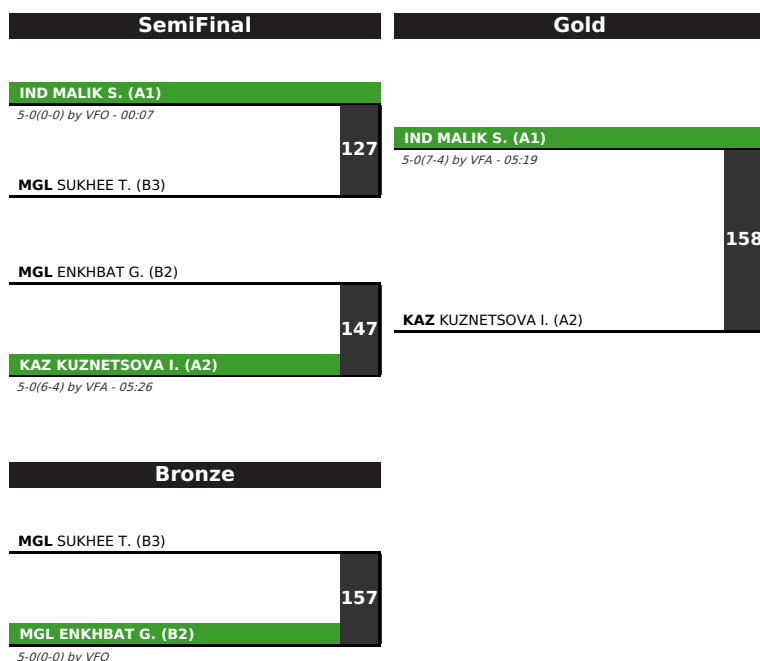 SemiFinal
IND MALIK S. (A1)
5-0(0-0) by VFO - 00:07
127
MGL SUKHEE T. (B3)
MGL ENKHBAT G. (B2)
147
KAZ KUZNETSOVA I. (A2)
5-0(6-4) by VFA - 05:26
Gold
IND MALIK S. (A1)
5-0(7-4) by VFA - 05:19
158
KAZ KUZNETSOVA I. (A2)
Bronze
MGL SUKHEE T. (B3)
157
MGL ENKHBAT G. (B2)
5-0(0-0) by VFO